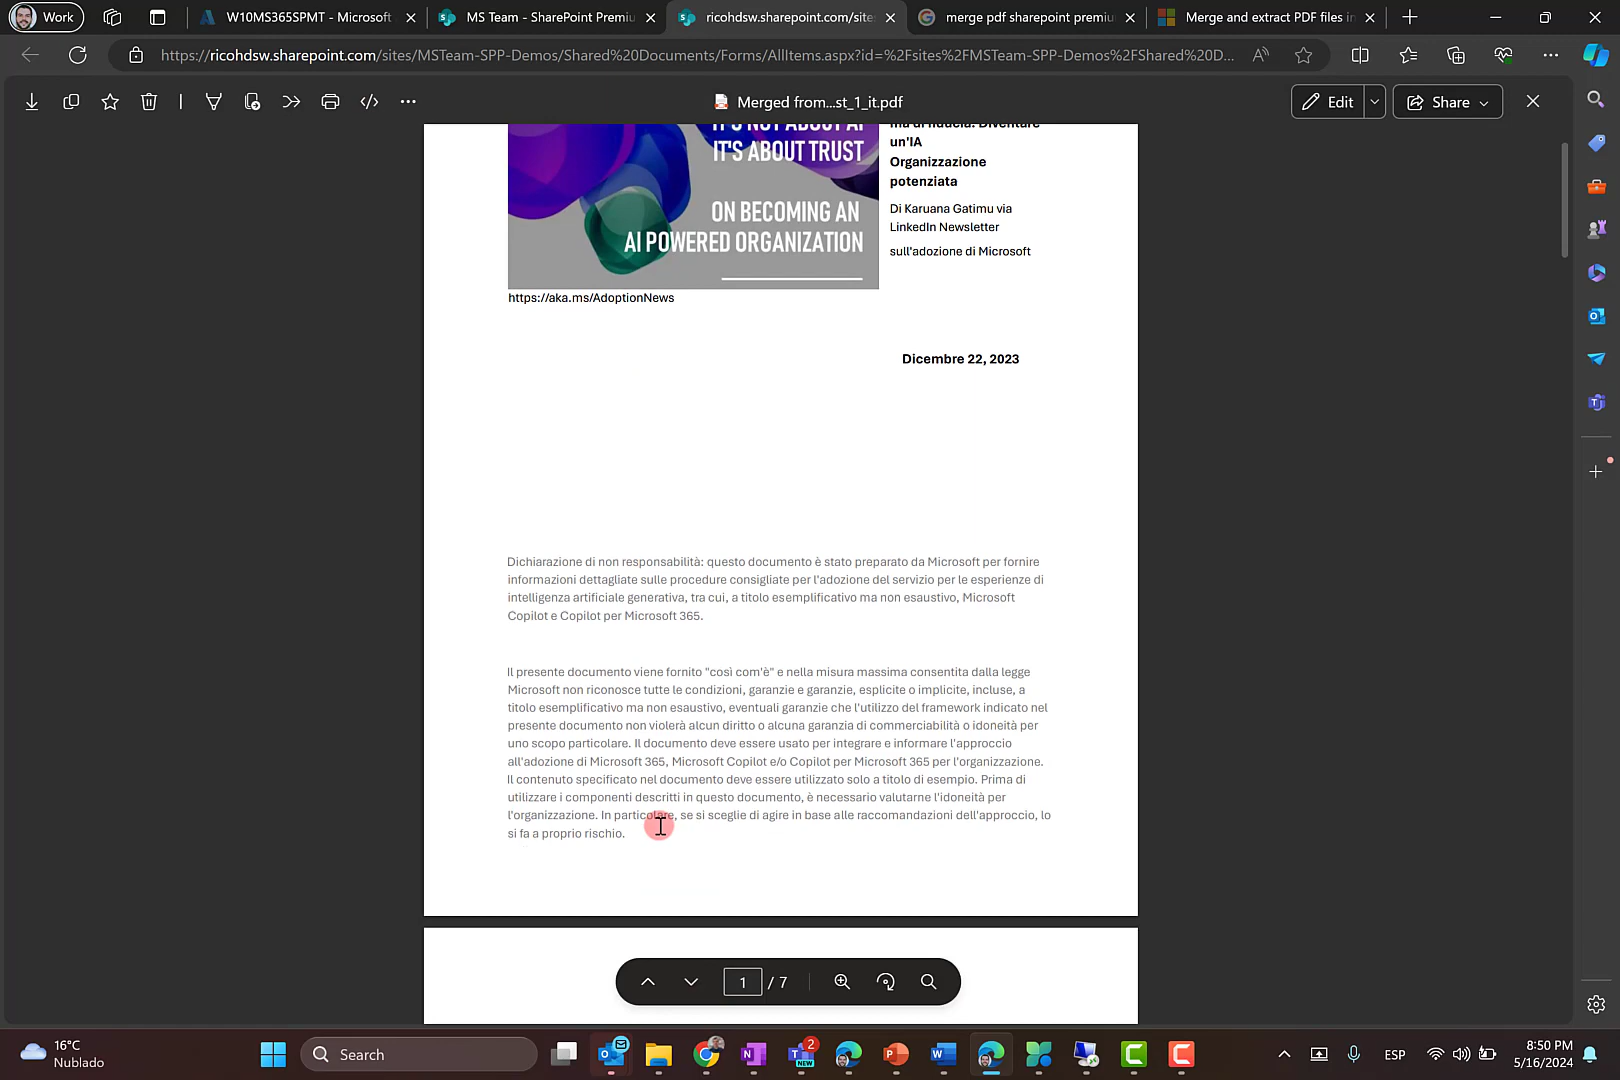 Work
W10MS365SPMT - Microsoft
MS Team - SharePoint Premiu
ricohdsw.sharepoint.com/sites
merge pdf sharepoint premiu
Merge and extract PDF files in
https://ricohdsw.sharepoint.com/sites/MSTeam-SPP-Demos/Shared%20Documents/Forms/AllItems.aspx?id=%2Fsites%2FMSTeam-SPP-Demos%2FShared%20D...
Merged from...st_1_it.pdf
Edit
Share
IT'S NOT ABOUT AI
IT'S ABOUT TRUST
ON BECOMING AN
AI POWERED ORGANIZATION
ma di fiducia. Diventare
un'IA
Organizzazione
potenziata
Di Karuana Gatimu via
LinkedIn Newsletter
sull'adozione di Microsoft
https://aka.ms/AdoptionNews
Dicembre 22, 2023
Dichiarazione di non responsabilità: questo documento è stato preparato da Microsoft per fornire
informazioni dettagliate sulle procedure consigliate per l'adozione del servizio per le esperienze di
intelligenza artificiale generativa, tra cui, a titolo esemplificativo ma non esaustivo, Microsoft
Copilot e Copilot per Microsoft 365.
Il presente documento viene fornito "così com'è" e nella misura massima consentita dalla legge
Microsoft non riconosce tutte le condizioni, garanzie e garanzie, esplicite o implicite, incluse, a
titolo esemplificativo ma non esaustivo, eventuali garanzie che l'utilizzo del framework indicato nel
presente documento non violerà alcun diritto o alcuna garanzia di commerciabilità o idoneità per
uno scopo particolare. Il documento deve essere usato per integrare e informare l'approccio
all'adozione di Microsoft 365, Microsoft Copilot e/o Copilot per Microsoft 365 per l'organizzazione.
Il contenuto specificato nel documento deve essere utilizzato solo a titolo di esempio. Prima di
utilizzare i componenti descritti in questo documento, è necessario valutarne l'idoneità per
l'organizzazione. In particolare, se si sceglie di agire in base alle raccomandazioni dell'approccio, lo
si fa a proprio rischio.
1 / 7
16°C
Nublado
Search
2
NEW
ESP
8:50 PM
5/16/2024